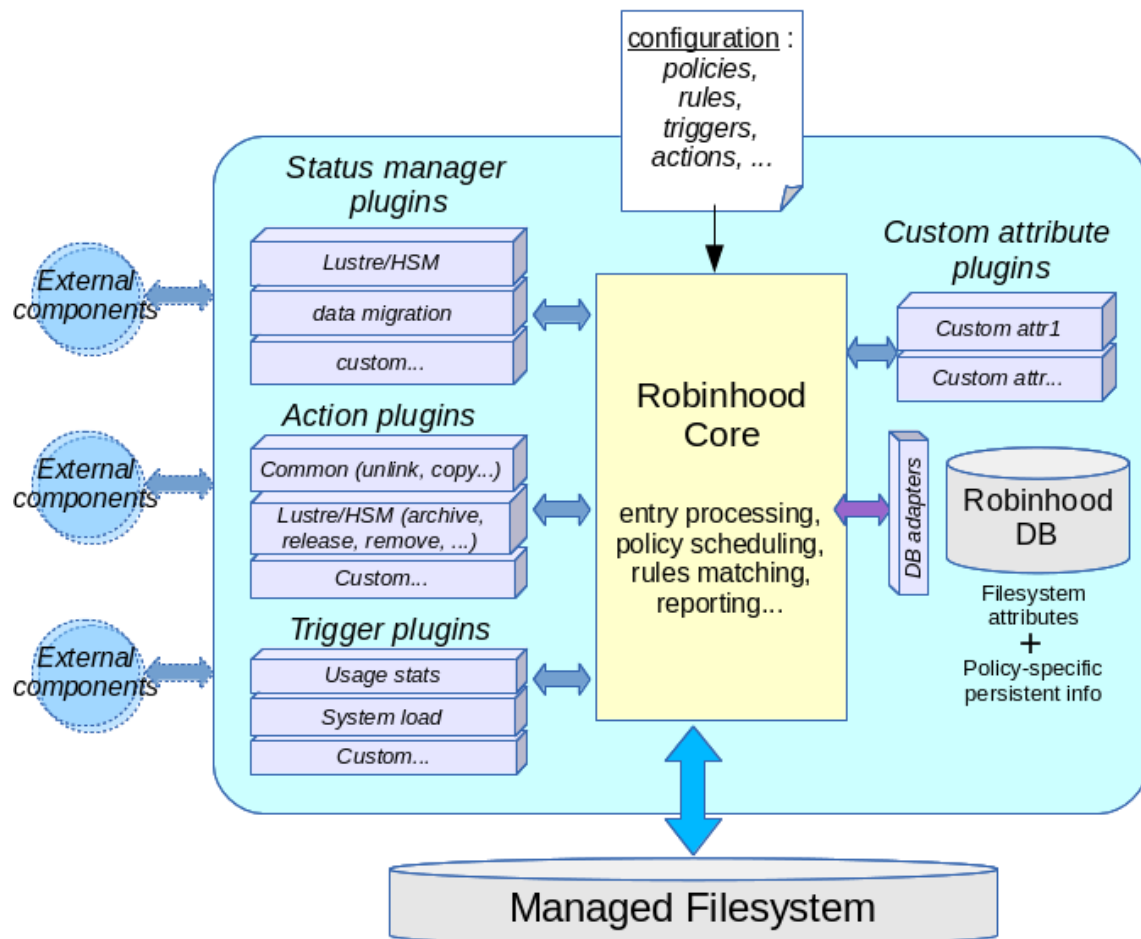 configuration :
policies,
rules,
triggers,
actions, ...
Status manager
plugins
Lustre/HSM
data migration
custom...
External
components
Action plugins
Common (unlink, copy...)
Lustre/HSM (archive,
release, remove, ...)
Custom...
External
components
Trigger plugins
Usage stats
System load
Custom...
External
components
Robinhood
Core
entry processing,
policy scheduling,
rules matching,
reporting...
Custom attribute
plugins
Custom attr1
Custom attr...
DB adapters
Robinhood
DB
Filesystem
attributes
+
Policy-specific
persistent info
Managed Filesystem